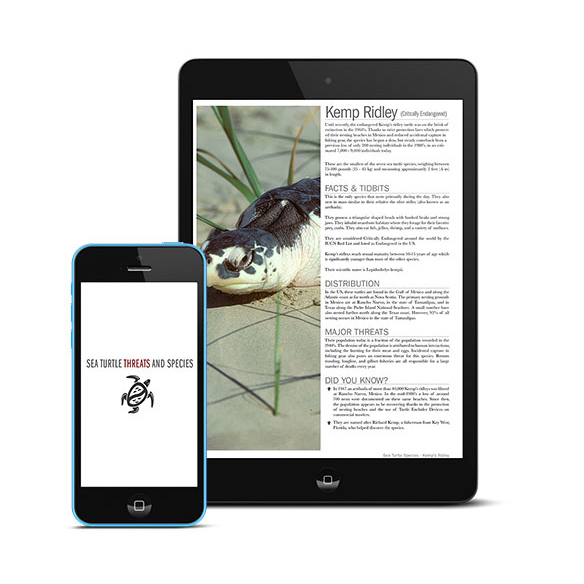 Kemp Ridley (Critically Endangered)
Until recently, the endangered Kemp's ridley turtle was on the brink of
extinction in the 1960's. Thanks to strict protection laws which protect-
ed their nesting beaches in Mexico and reduced accidental capture in
fishing gear, the species has begun a slow, but steady comeback from a
previous low of only 200 nesting individuals in the 1980's, to an esti-
mated 7,000 - 9,000 individuals today.
These are the smallest of the seven sea turtle species, weighing between
75-100 pounds (35 - 45 kg) and measuring approximately 2 feet (.6 m)
in length.
FACTS & TIDBITS
This is the only species that nests primarily during the day. They also
nest in mass similar to their relative the olive ridley (also known as an
arribada).
They possess a triangular shaped heads with hooked beaks and strong
jaws. They inhabit nearshore habitats where they forage for their favorite
prey, crabs. They also eat fish, jellies, shrimp, and a variety of molluscs.
They are considered Critically Endangered around the world by the
IUCN Red List and listed as Endangered in the US.
Kemp's ridleys reach sexual maturity between 10-15 years of age which
is significantly younger than most of the other species.
Their scientific name is Lepidochelys kempii.
DISTRIBUTION
In the US, these turtles are found in the Gulf of Mexico and along the
Atlantic coast as far north as Nova Scotia. The primary nesting grounds
in Mexico are at Rancho Nuevo, in the state of Tamaulipas, and in
Texas along the Padre Island National Seashore. A small number have
also nested further north along the Texas coast. However, 95% of all
nesting occurs in Mexico in the state of Tamaulipas.
MAJOR THREATS
Their population today is a fraction of the population recorded in the
1940's. The demise of the population is attributed to human interactions,
including the hunting for their meat and eggs. Incidental capture in
fishing gear also poses an enormous threat for this species. Bottom
trawling, longline, and gillnet fisheries are all responsible for a large
number of deaths every year.
DID YOU KNOW?
In 1947 an arribada of more than 40,000 Kemp's ridleys was filmed
at Rancho Nuevo, Mexico. In the mid-1980's a low of around
700 nests were documented on these same beaches. Since then,
the population appears to be recovering thanks to the protection
of nesting beaches and the use of Turtle Excluder Devices on
commercial trawlers.
They are named after Richard Kemp, a fisherman from Key West,
Florida, who helped discover the species.
Sea Turtle Species - Kemp's Ridley
SEA TURTLE THREATS AND SPECIES